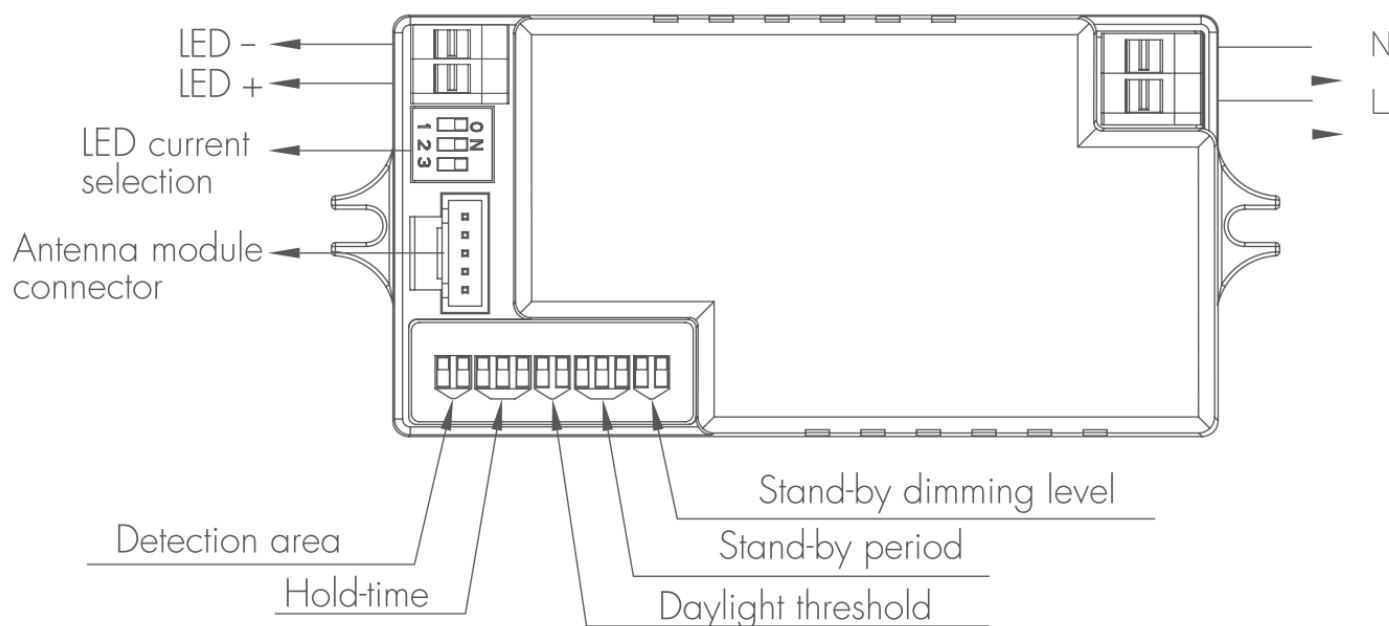 LED -
LED +
LED current
selection
Antenna module
connector
1 2 3
ON
N
L
Stand-by dimming level
Detection area
Stand-by period
Hold-time
Daylight threshold